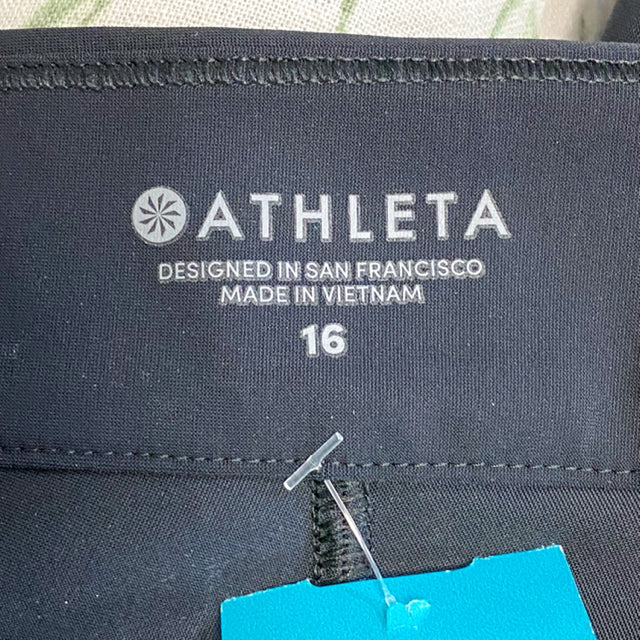 ATHLETA
DESIGNED IN SAN FRANCISCO
MADE IN VIETNAM
16